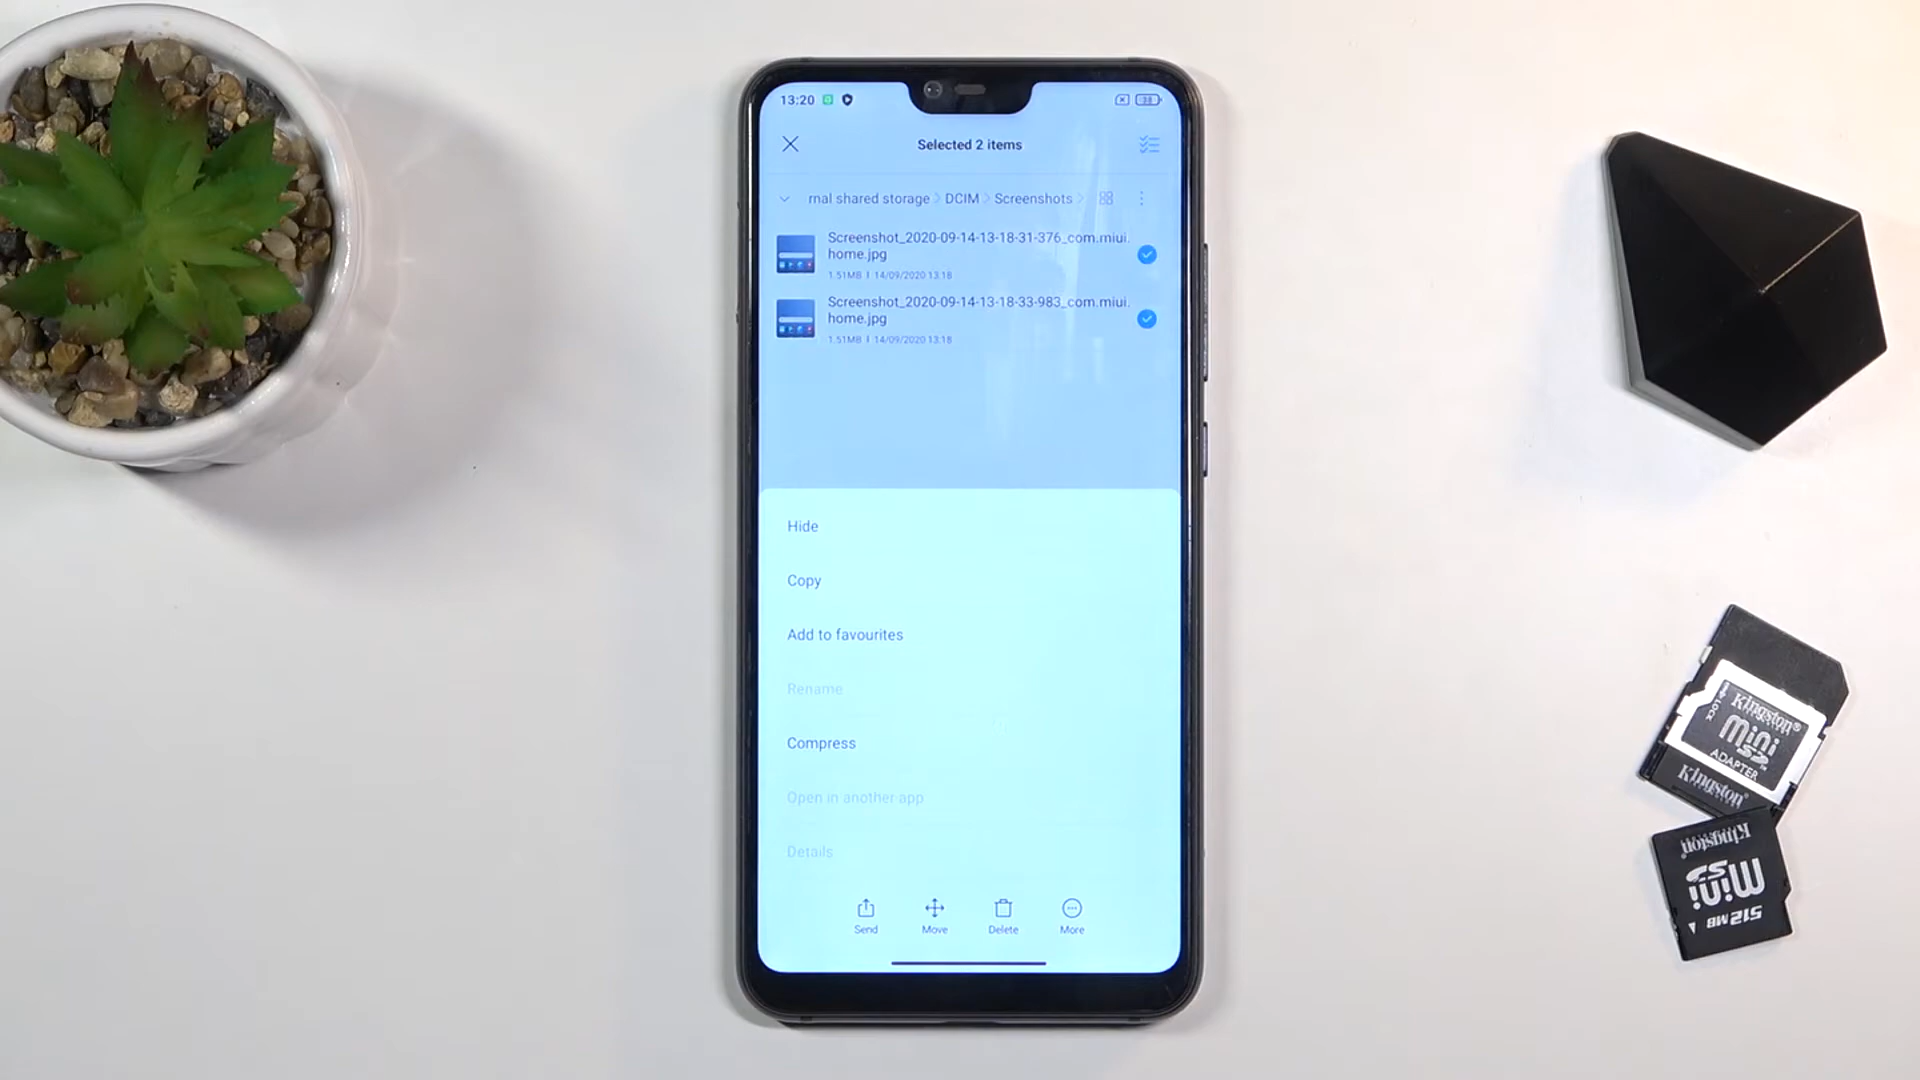 13:20
38
Selected 2 items
rnal shared storage > DCIM > Screenshots >
Screenshot_2020-09-14-13-18-31-376_com.miui.
home.jpg
1.51MB | 14/09/2020 13:18
Screenshot_2020-09-14-13-18-33-983_com.miui.
home.jpg
1.51MB | 14/09/2020 13:18
Hide
Copy
Add to favourites
Rename
Compress
Open in another app
Details
Send
Move
Delete
More
Kingston®
mini
SD
ADAPTER
Kingston®
Lock
Kingston
mini
SD
512 MB